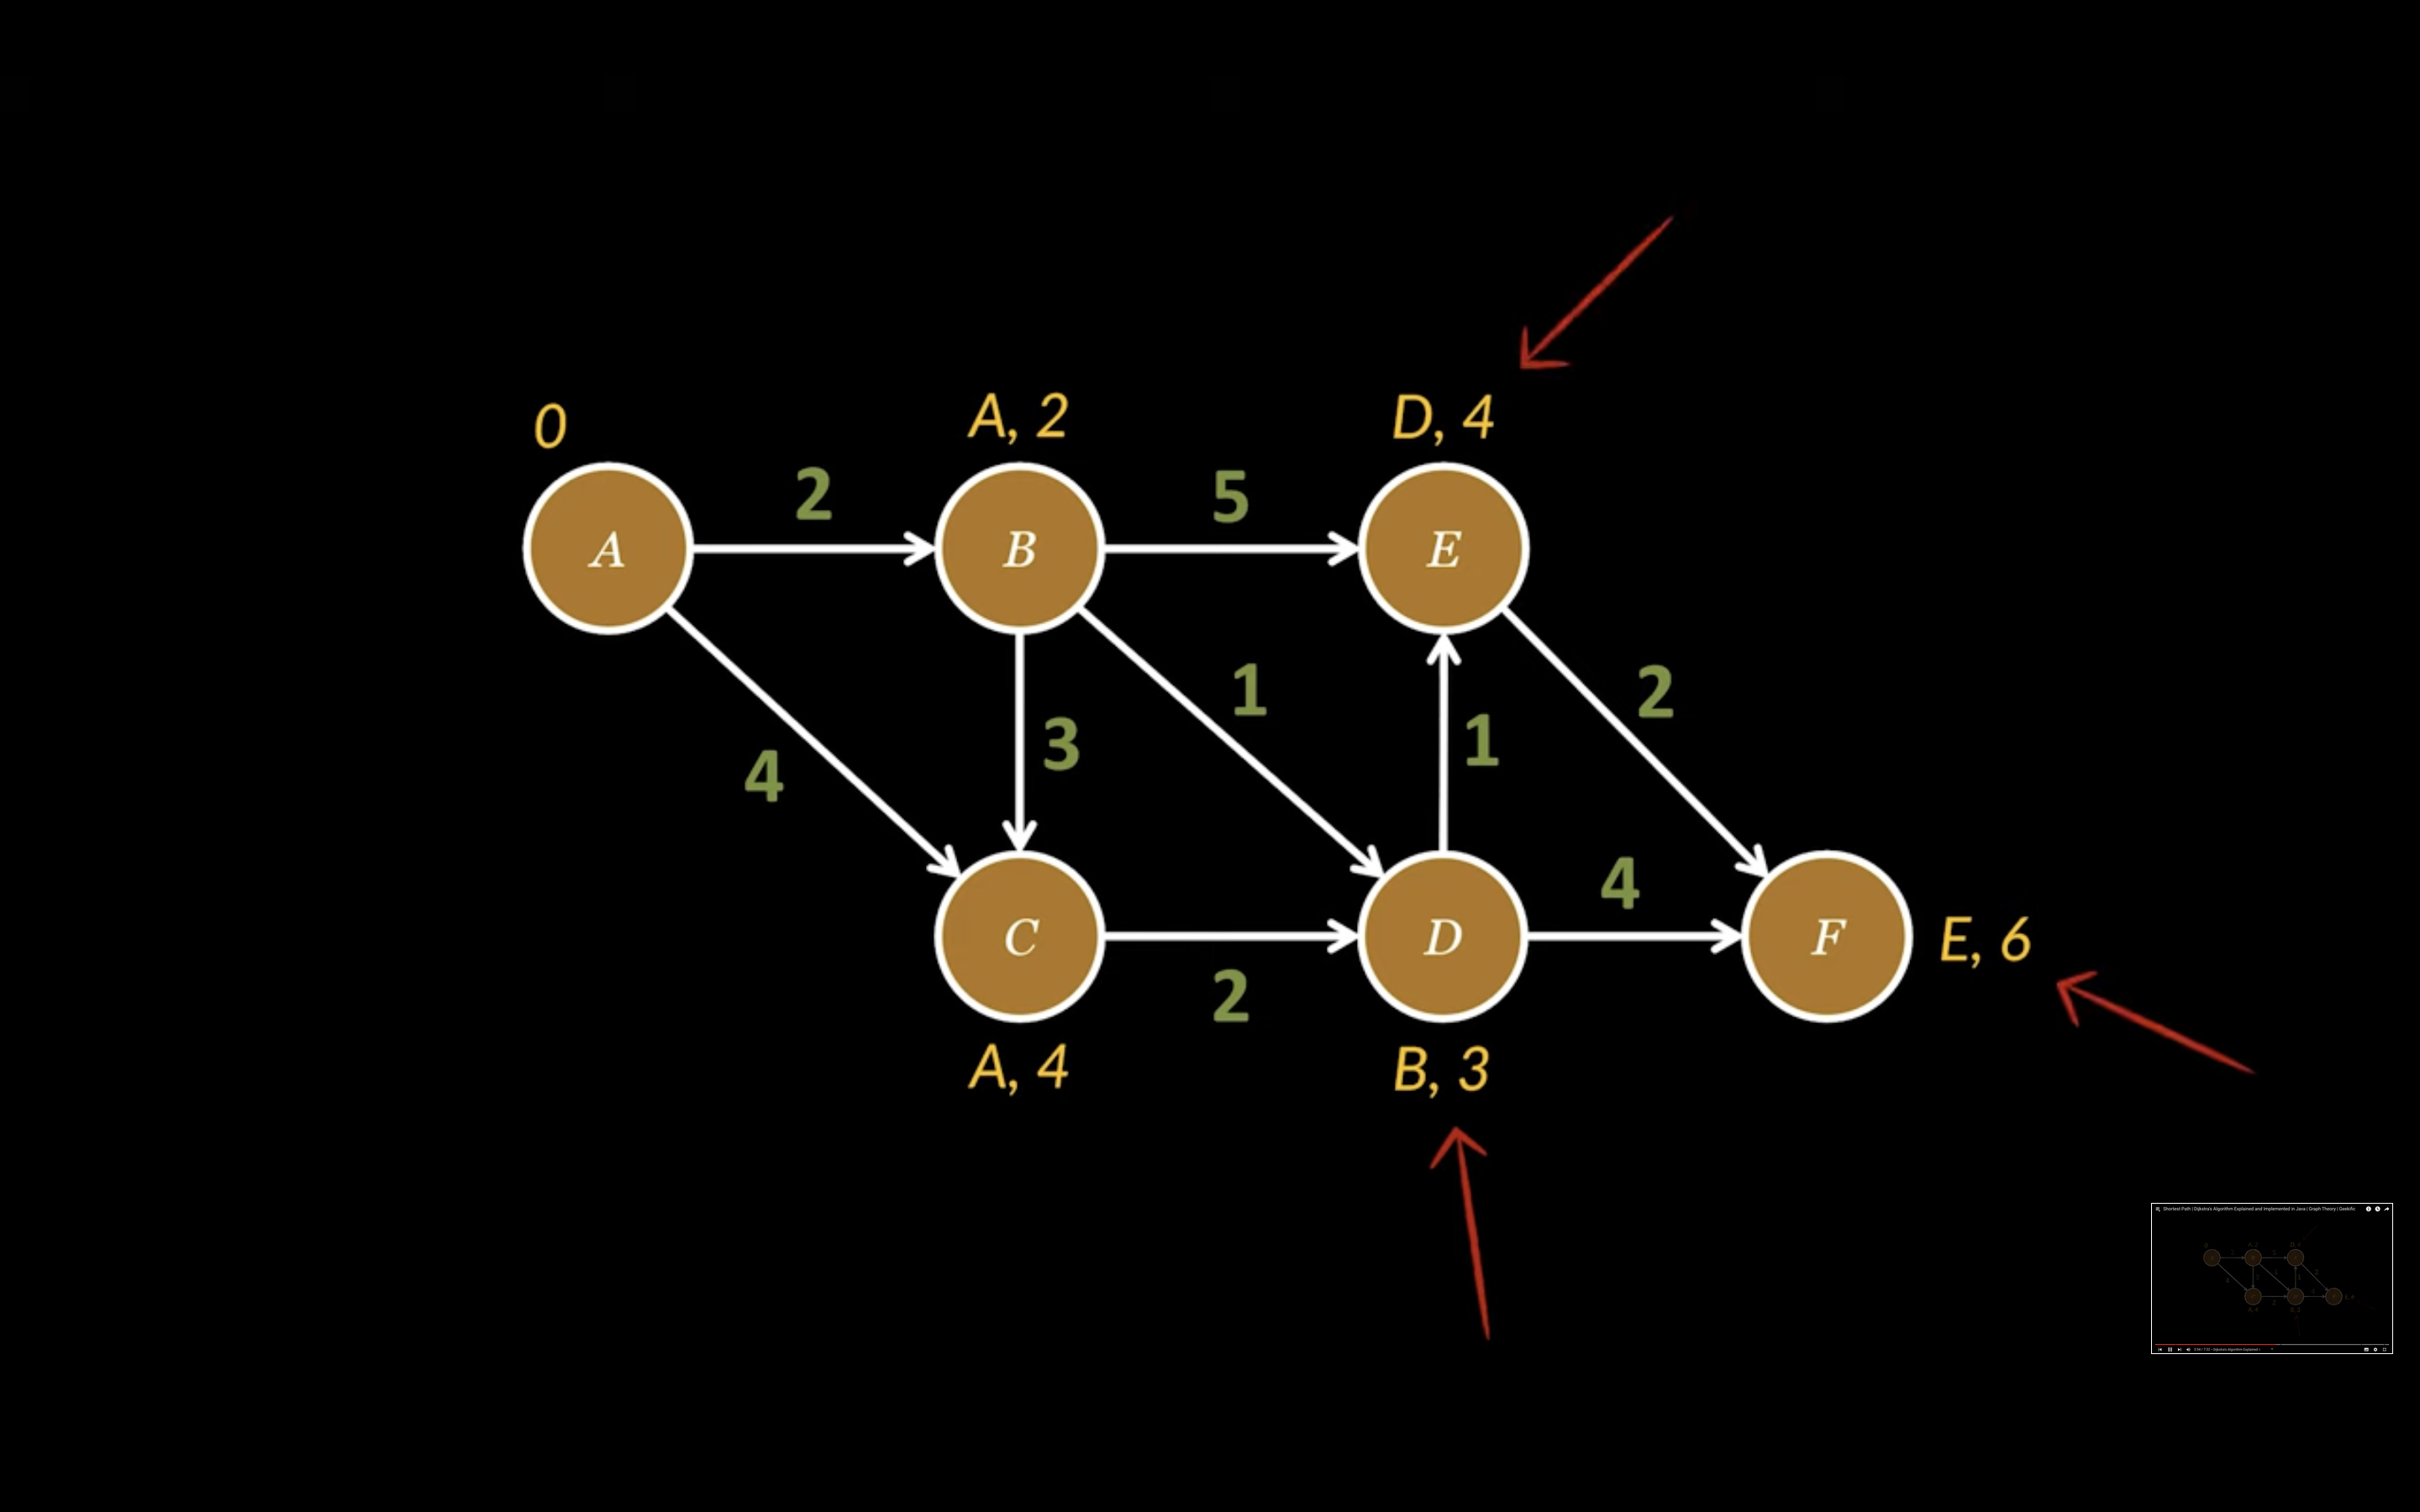 0
A, 2
D, 4
2
5
A
B
E
4
3
1
1
2
4
C
D
F
E, 6
2
A, 4
B, 3
Shortest Path | Dijkstra's Algorithm Explained and Implemented in Java | Graph Theory | Geekific